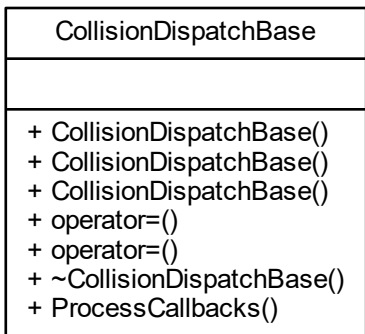 CollisionDispatchBase
+ CollisionDispatchBase()
+ CollisionDispatchBase()
+ CollisionDispatchBase()
+ operator=()
+ operator=()
+ ~CollisionDispatchBase()
+ ProcessCallbacks()